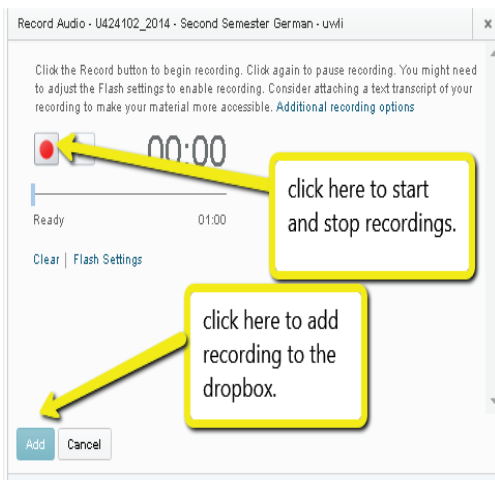 Record Audio - U424102_2014 - Second Semester German - uwli x
Click the Record button to begin recording. Click again to pause recording. You might need
to adjust the Flash settings to enable recording. Consider attaching a text transcript of your
recording to make your material more accessible. Additional recording options
00:00
click here to start
and stop recordings.
Ready 01:00
Clear | Flash Settings
click here to add
recording to the
dropbox.
Add Cancel